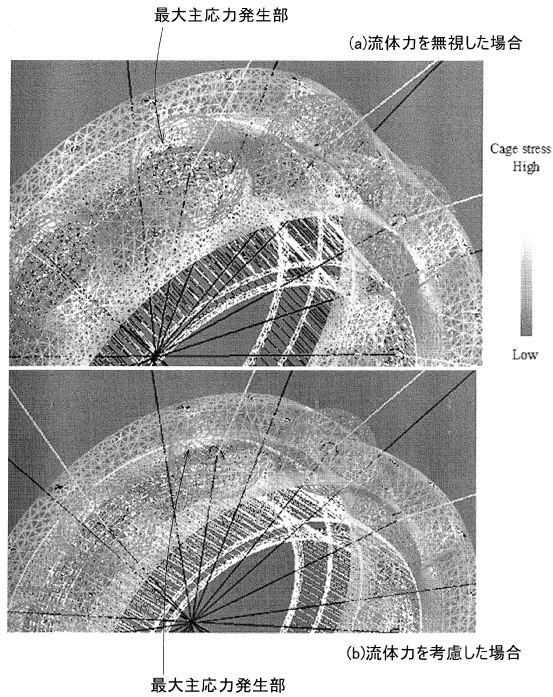 最大主応力発生部
(a)流体力を無視した場合
Cage stress
High
Low
(b)流体力を考慮した場合
最大主応力発生部